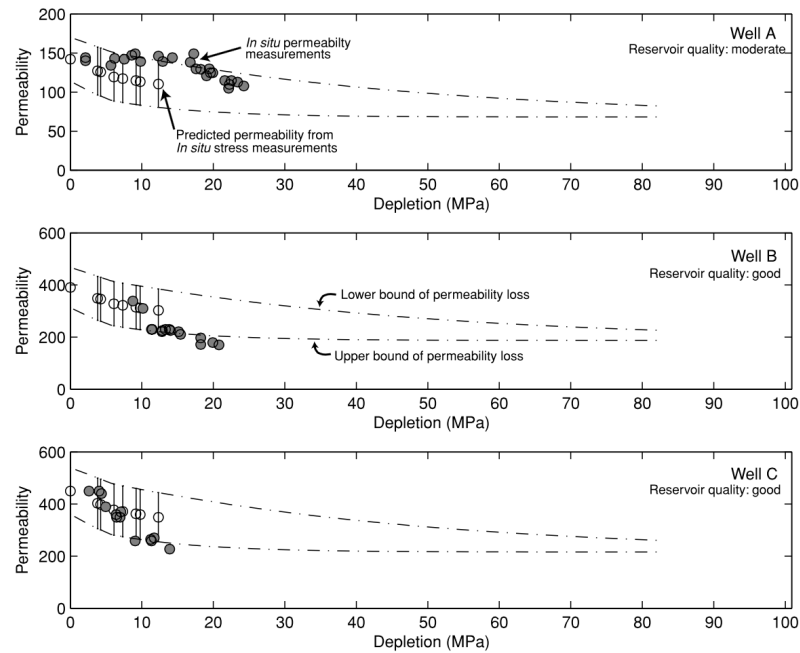 200
150
100
50
0
Permeability
In situ permeabilty
measurements
Predicted permeability from
In situ stress measurements
Well A
Reservoir quality: moderate
0 10 20 30 40 50 60 70 80 90 100
Depletion (MPa)
600
400
200
0
Permeability
Well B
Reservoir quality: good
Lower bound of permeability loss
Upper bound of permeability loss
0 10 20 30 40 50 60 70 80 90 100
Depletion (MPa)
600
400
200
0
Permeability
Well C
Reservoir quality: good
0 10 20 30 40 50 60 70 80 90 100
Depletion (MPa)